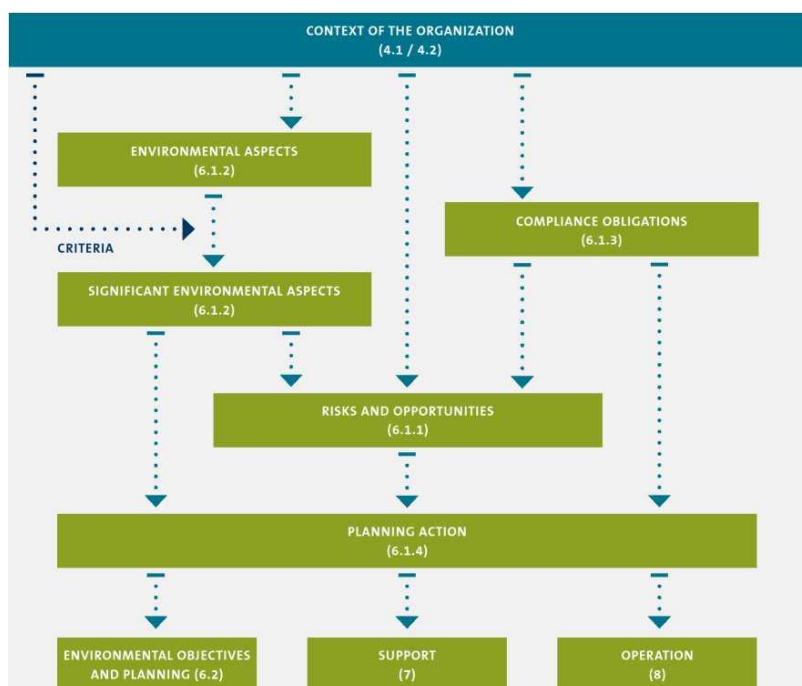 CONTEXT OF THE ORGANIZATION
(4.1 / 4.2)
ENVIRONMENTAL ASPECTS
(6.1.2)
COMPLIANCE OBLIGATIONS
(6.1.3)
CRITERIA
SIGNIFICANT ENVIRONMENTAL ASPECTS
(6.1.2)
RISKS AND OPPORTUNITIES
(6.1.1)
PLANNING ACTION
(6.1.4)
ENVIRONMENTAL OBJECTIVES
AND PLANNING (6.2)
SUPPORT
(7)
OPERATION
(8)